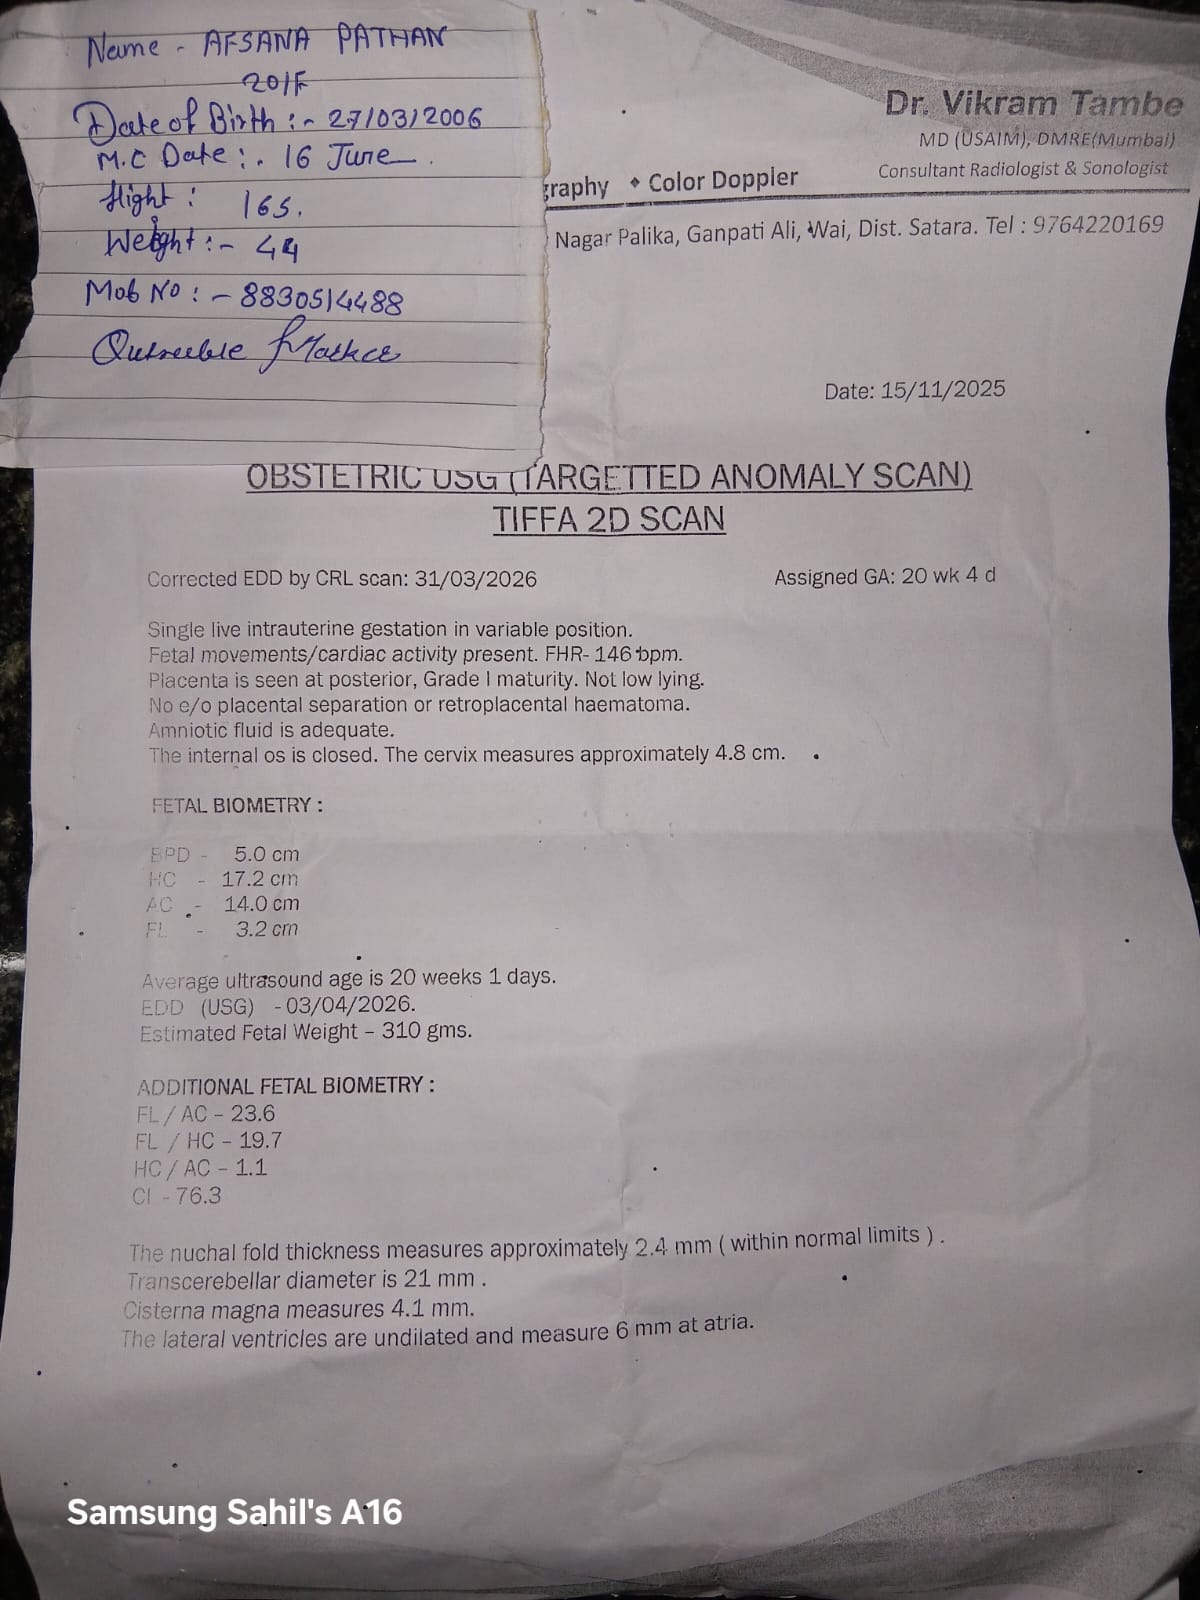 Name - AFSANA PATHAN
20/F
Date of Birth :- 27/03/2006
M.C Date :. 16 June.
Hight : 165.
Weight :- 44
Mob No :- 8830514488
Dr. Vikram Tambe
MD (USAIM), DMRE(Mumbai)
Consultant Radiologist & Sonologist
graphy • Color Doppler
Nagar Palika, Ganpati Ali, Wai, Dist. Satara. Tel : 9764220169
Date: 15/11/2025
OBSTETRIC USG (TARGETTED ANOMALY SCAN)
TIFFA 2D SCAN
Corrected EDD by CRL scan: 31/03/2026 Assigned GA: 20 wk 4 d
Single live intrauterine gestation in variable position.
Fetal movements/cardiac activity present. FHR- 146 bpm.
Placenta is seen at posterior, Grade I maturity. Not low lying.
No e/o placental separation or retroplacental haematoma.
Amniotic fluid is adequate.
The internal os is closed. The cervix measures approximately 4.8 cm.
FETAL BIOMETRY :
BPD - 5.0 cm
HC - 17.2 cm
AC - 14.0 cm
FL - 3.2 cm
Average ultrasound age is 20 weeks 1 days.
EDD (USG) - 03/04/2026.
Estimated Fetal Weight – 310 gms.
ADDITIONAL FETAL BIOMETRY :
FL / AC – 23.6
FL / HC – 19.7
HC / AC – 1.1
CI - 76.3
The nuchal fold thickness measures approximately 2.4 mm ( within normal limits ) .
Transcerebellar diameter is 21 mm .
Cisterna magna measures 4.1 mm.
The lateral ventricles are undilated and measure 6 mm at atria.
Samsung Sahil's A16